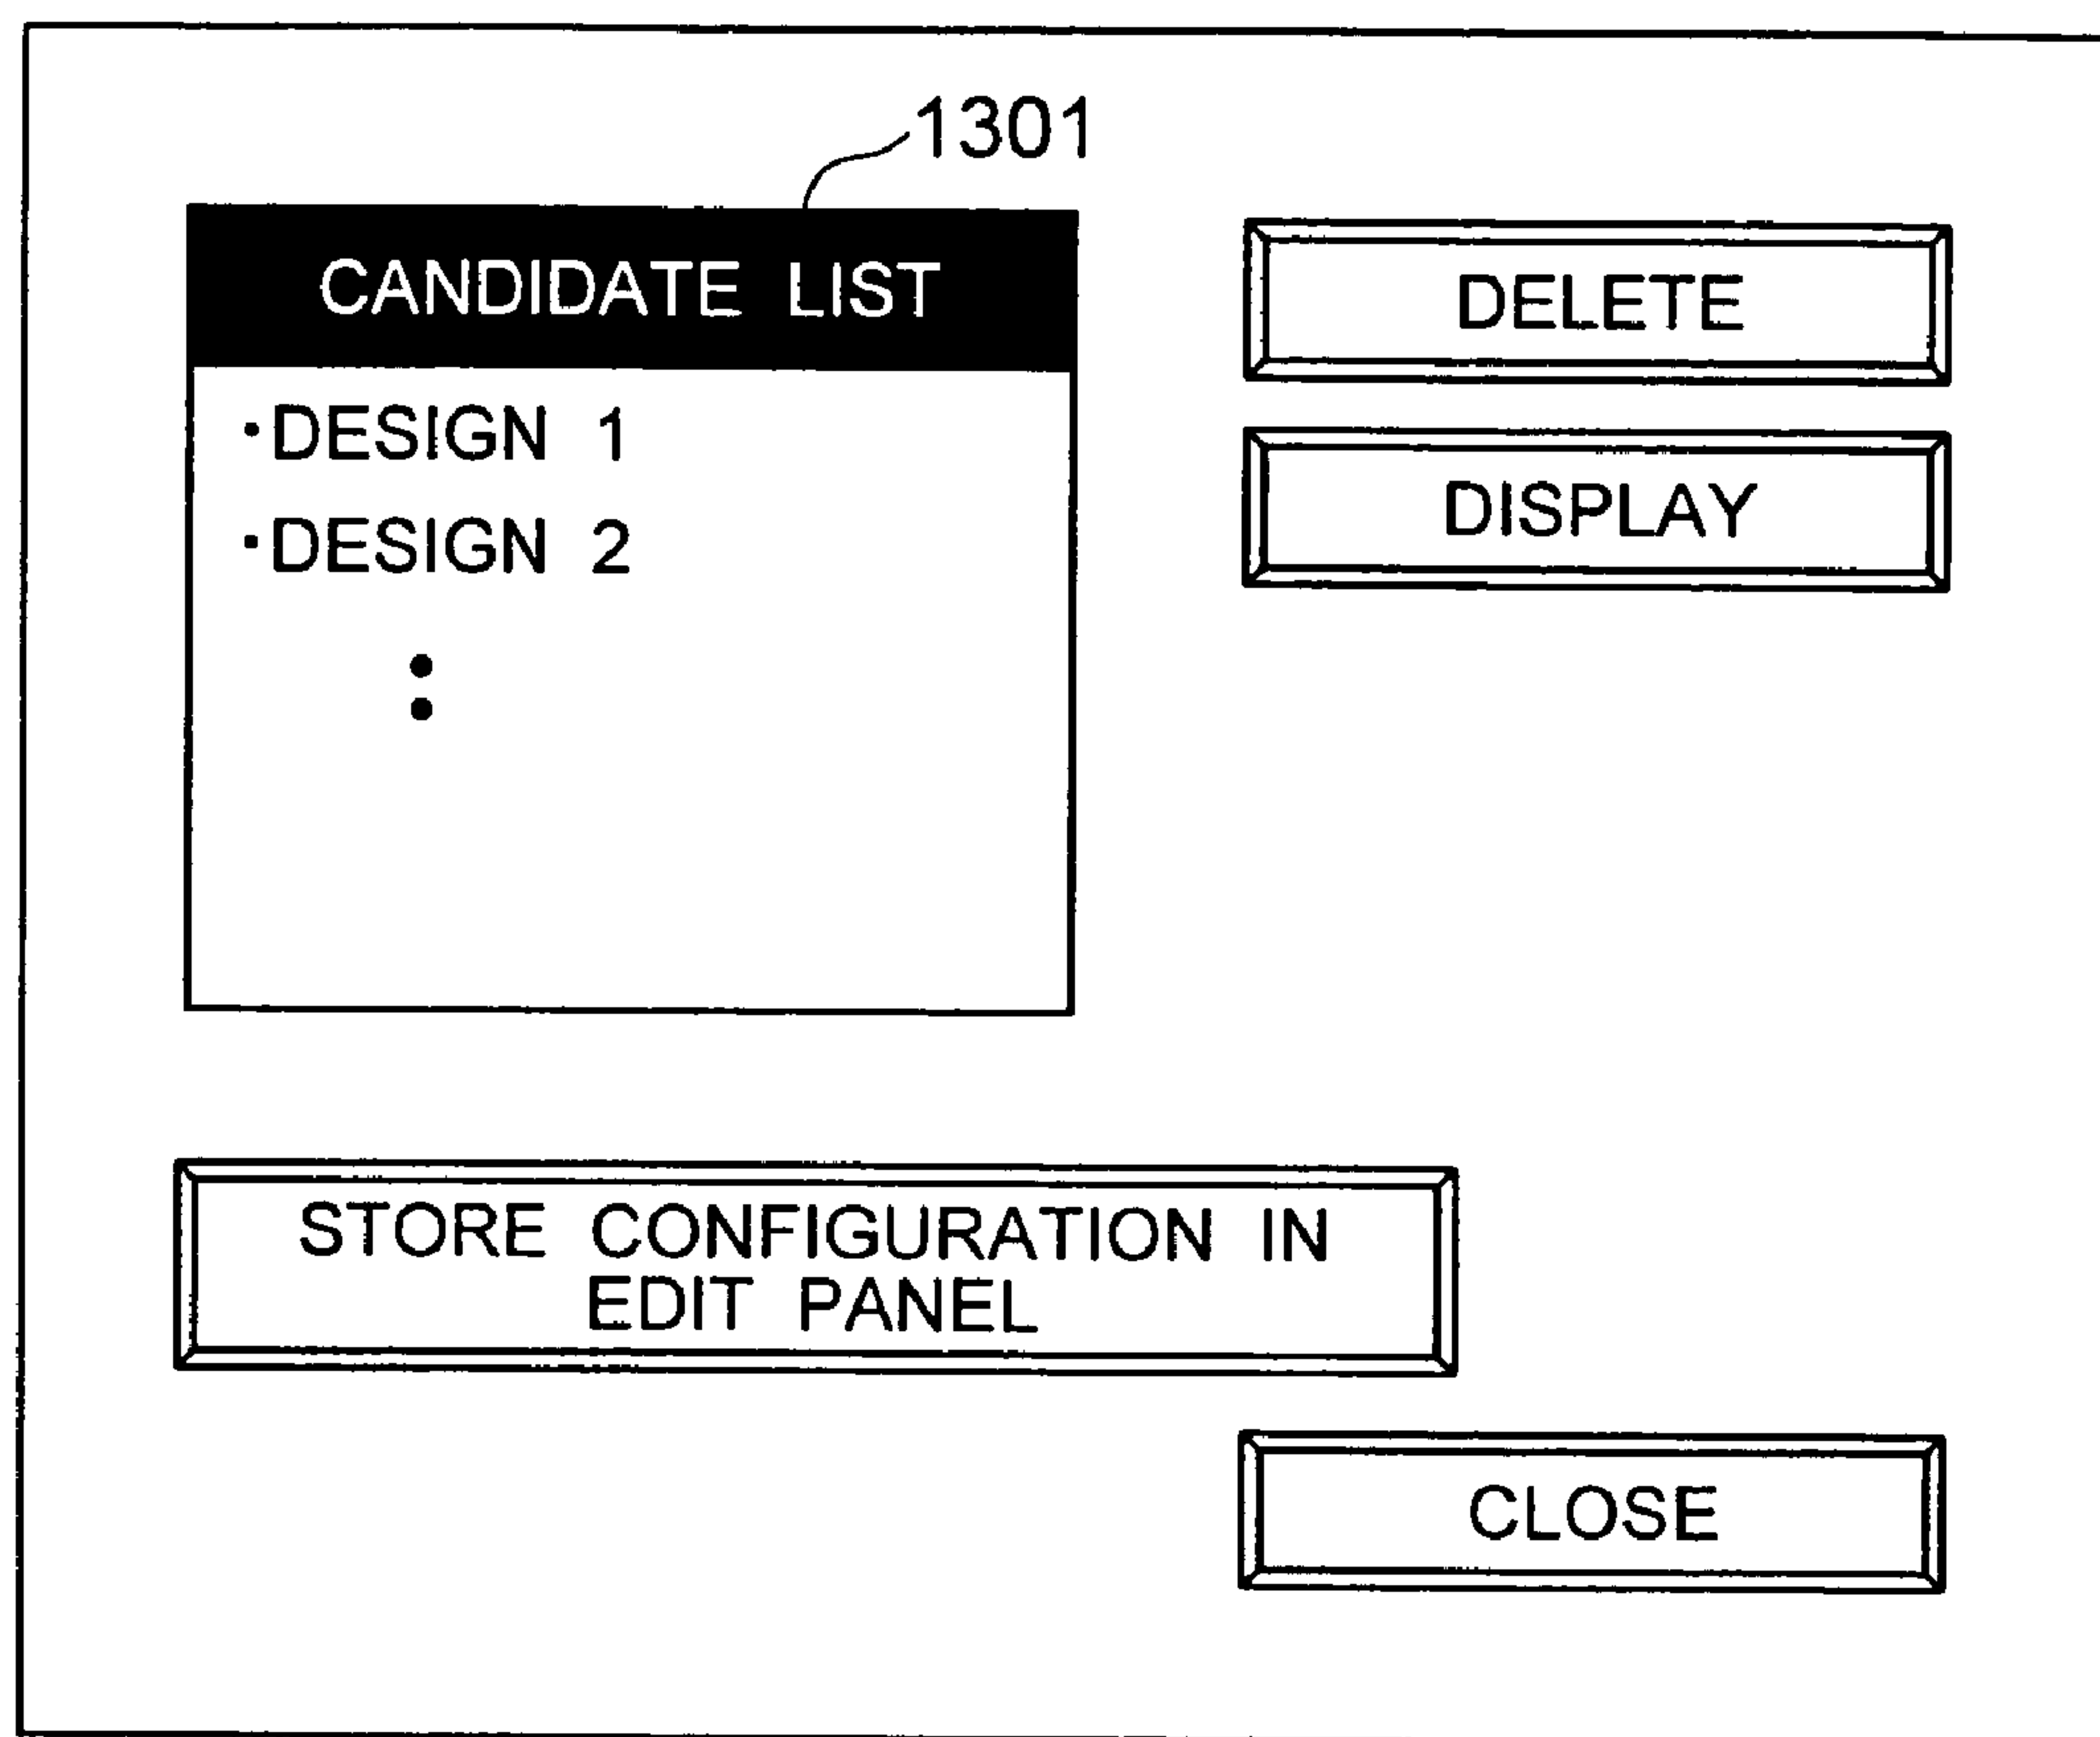 1301
CANDIDATE LIST
·DESIGN 1
·DESIGN 2
:
DELETE
DISPLAY
STORE CONFIGURATION IN
EDIT PANEL
CLOSE